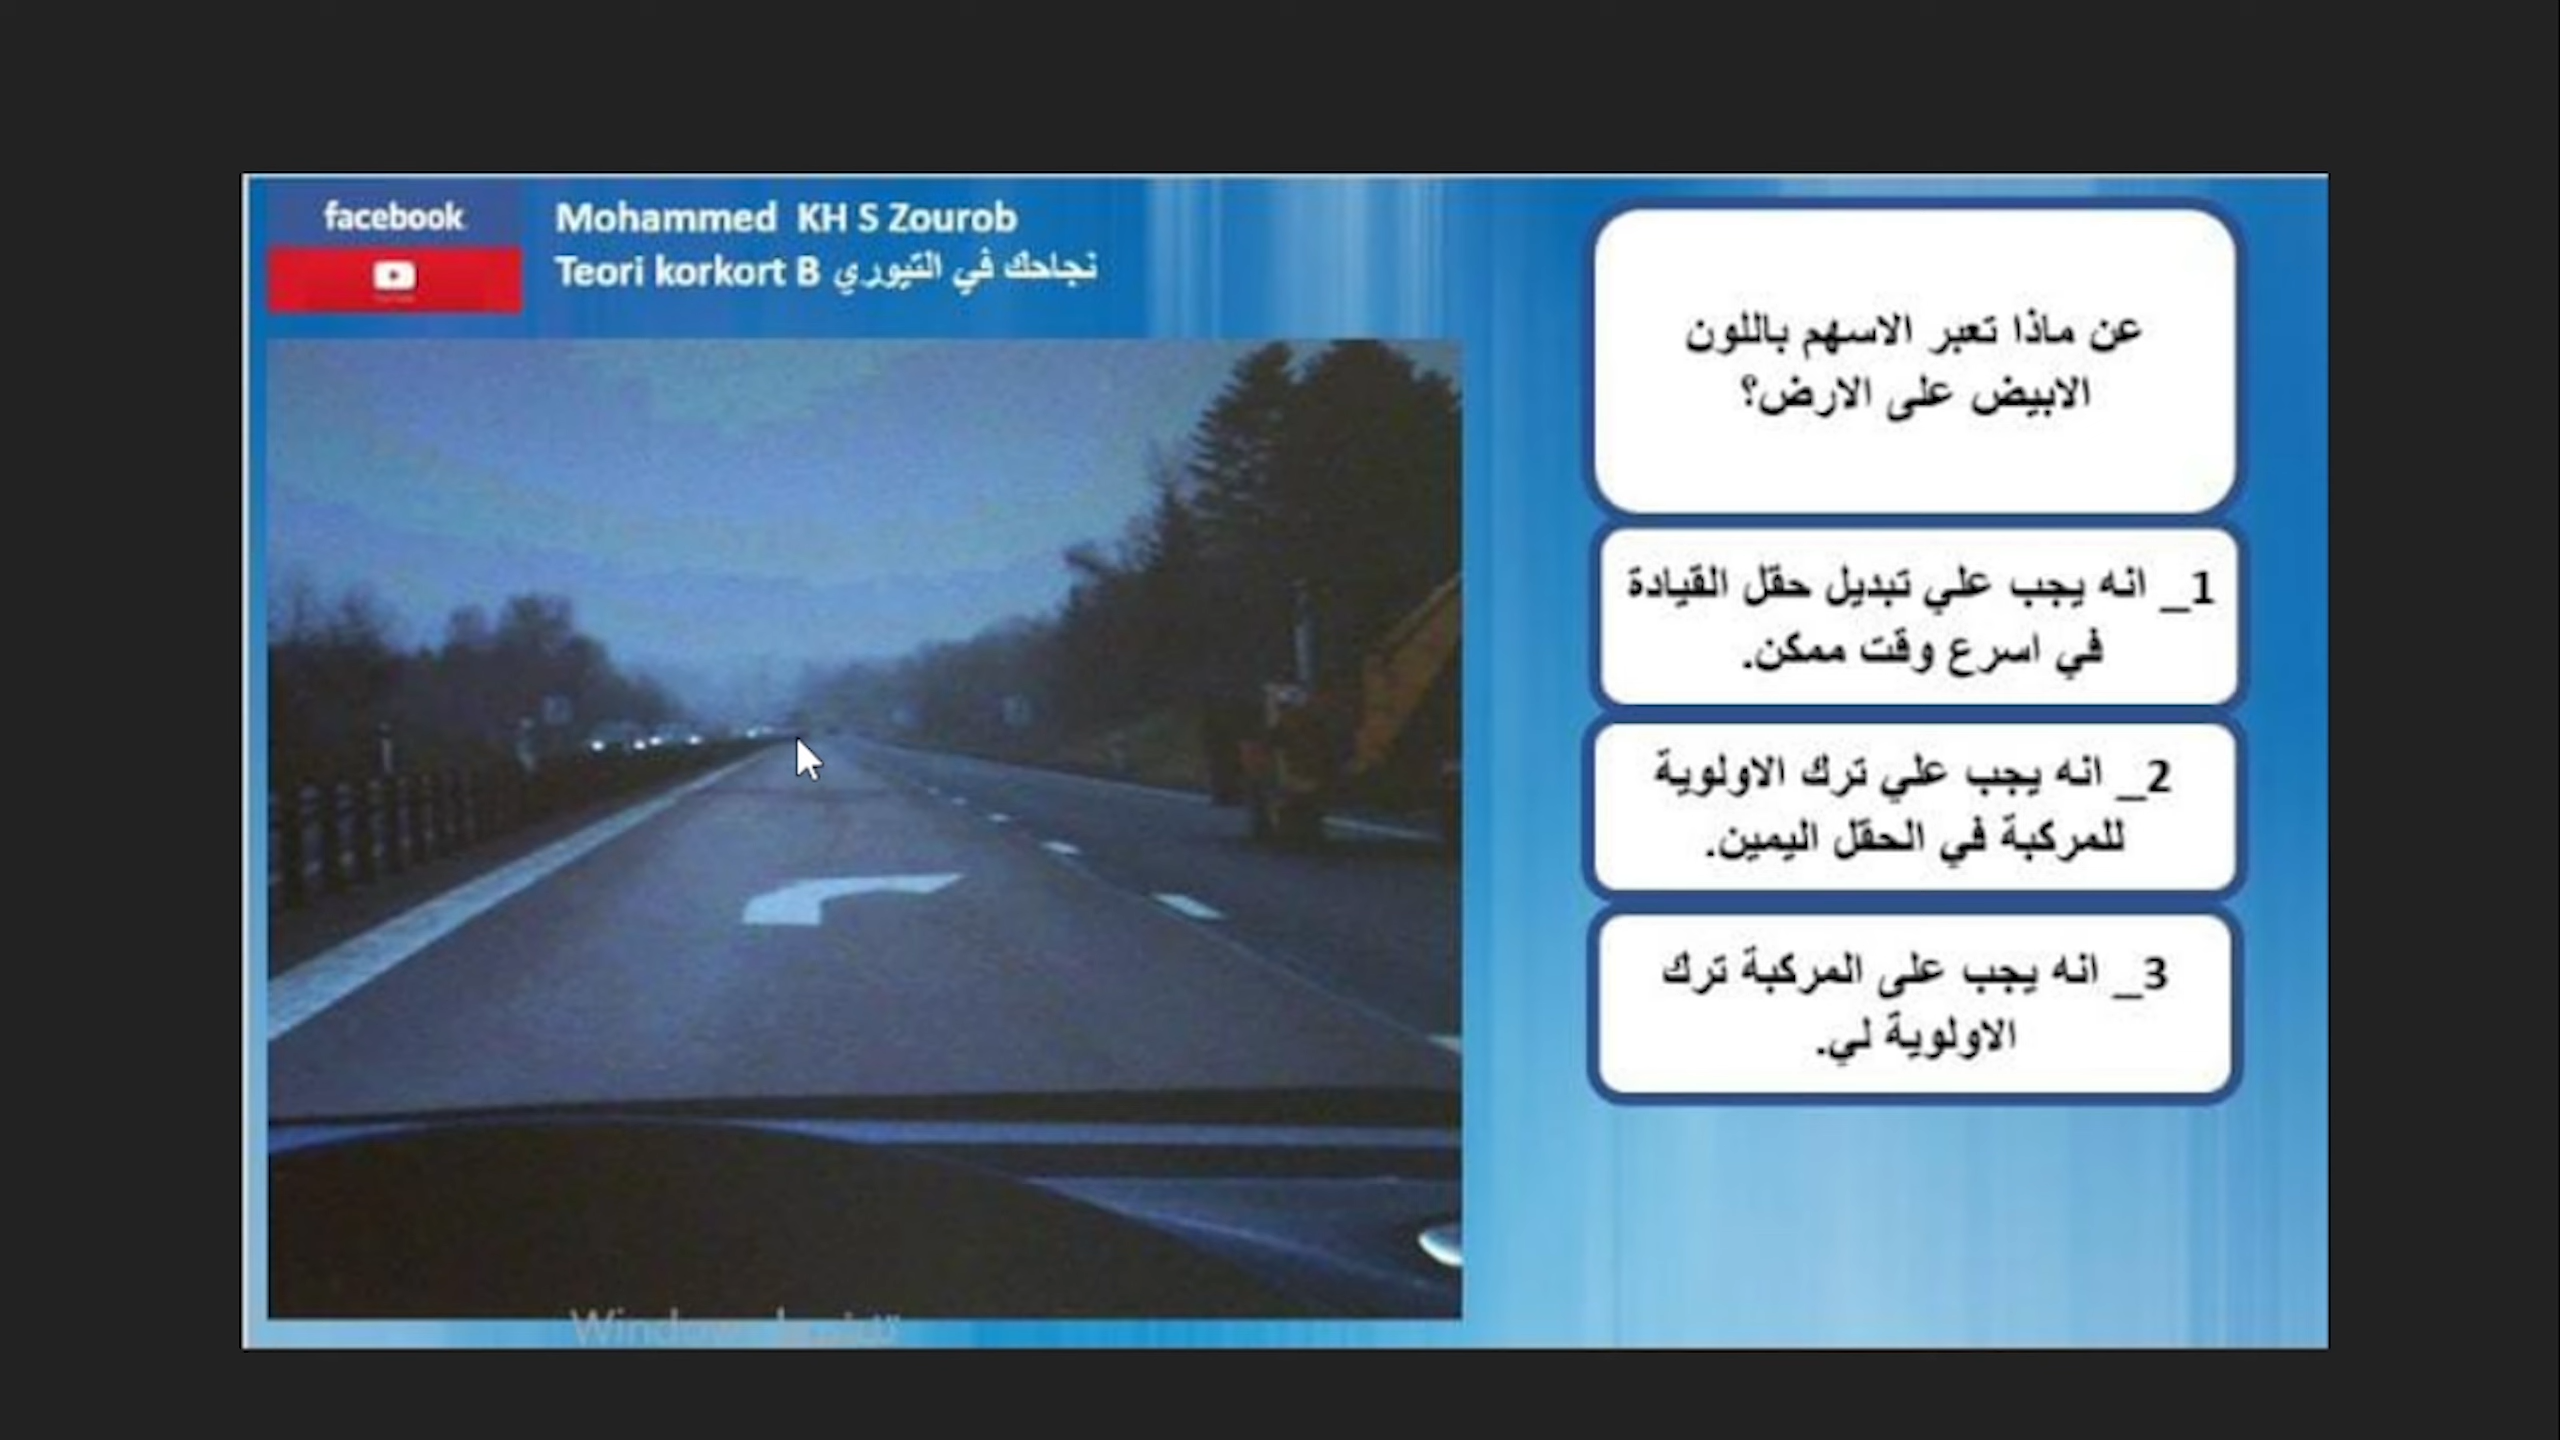 facebook
Mohammed KH S Zourob
Teori korkort B نجاحك في التيوري
عن ماذا تعبر الاسهم باللون
الابيض على الارض؟
1_ انه يجب علي تبديل حقل القيادة
في اسرع وقت ممكن.
2_ انه يجب علي ترك الاولوية
للمركبة في الحقل اليمين.
3_ انه يجب على المركبة ترك
الاولوية لي.